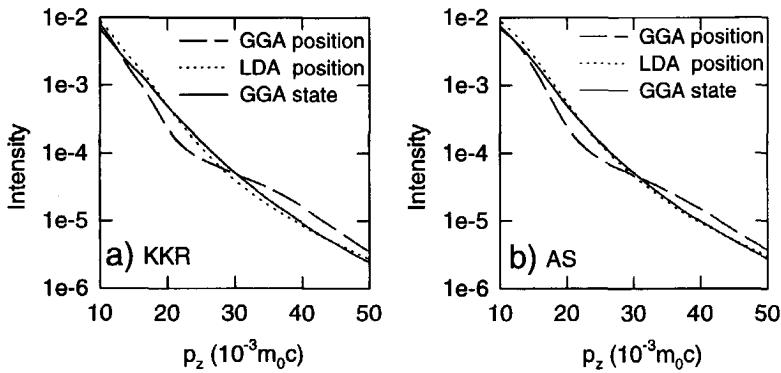 1e-2
1e-3
1e-4
1e-5
1e-6
Intensity
GGA position
LDA position
GGA state
a) KKR
10 20 30 40 50
p_z (10^-3 m_0c)
1e-2
1e-3
1e-4
1e-5
1e-6
Intensity
GGA position
LDA position
GGA state
b) AS
10 20 30 40 50
p_z (10^-3 m_0c)